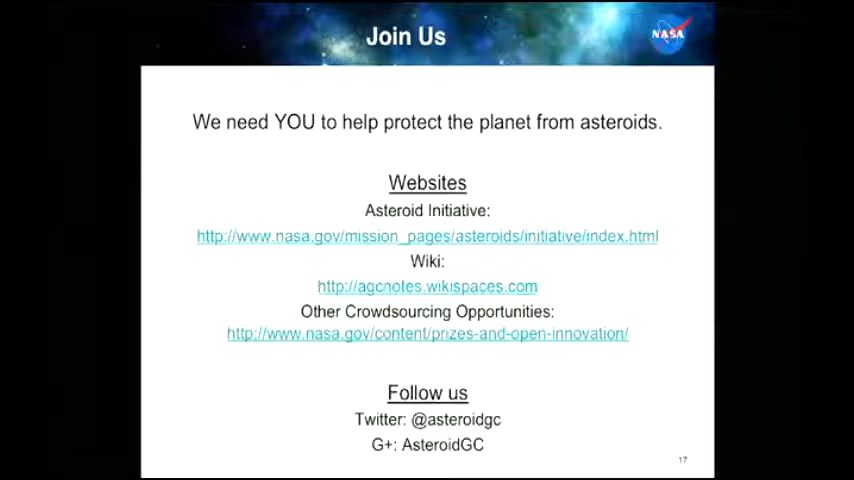 Join Us
NASA
We need YOU to help protect the planet from asteroids.
Websites
Asteroid Initiative:
http://www.nasa.gov/mission_pages/asteroids/initiative/index.html
Wiki:
http://agcnotes.wikispaces.com
Other Crowdsourcing Opportunities:
http://www.nasa.gov/content/prizes-and-open-innovation/
Follow us
Twitter: @asteroidgc
G+: AsteroidGC
17